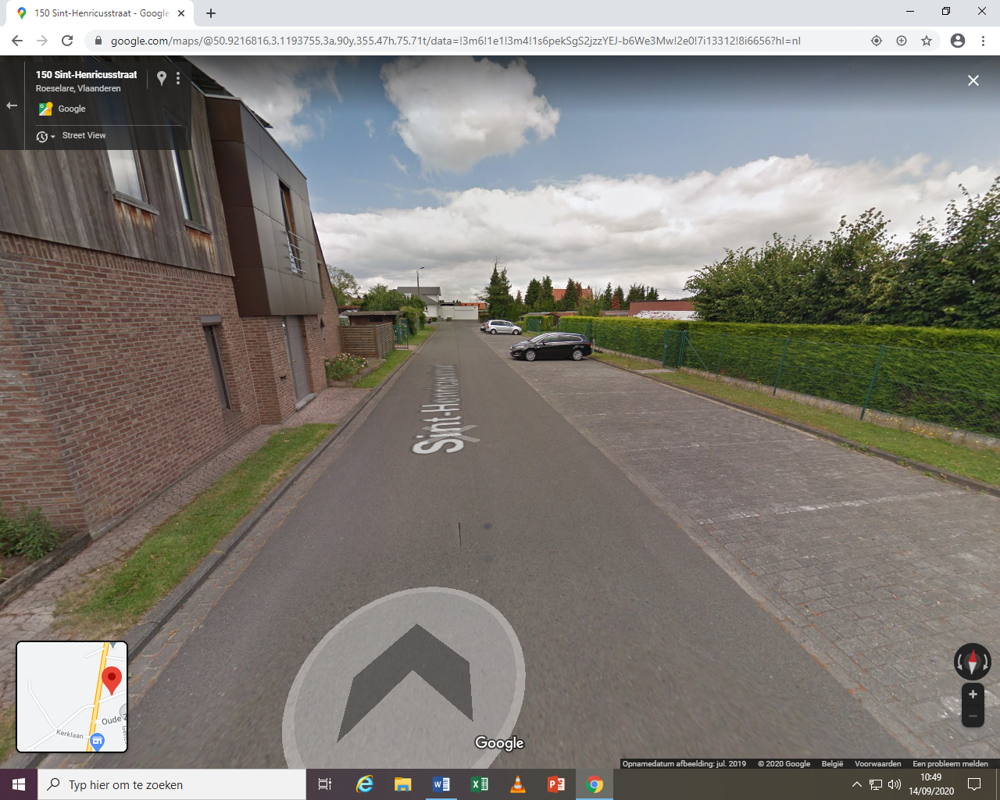 150 Sint-Henricusstraat - Google
google.com/maps/@50.9216816,3.1193755,3a,90y,355.47h,75.71t/data=!3m6!1e1!3m4!1s6pekSgS2jzzYEJ-b6We3Mw!2e0!7i13312!8i6656?hl=nl
150 Sint-Henricusstraat
Roeselare, Vlaanderen
Google
Street View
Kerklaan
Oude
Google
Opnamedatum afbeelding: jul. 2019 © 2020 Google België Voorwaarden Een probleem melden
Typ hier om te zoeken
10:49
14/09/2020